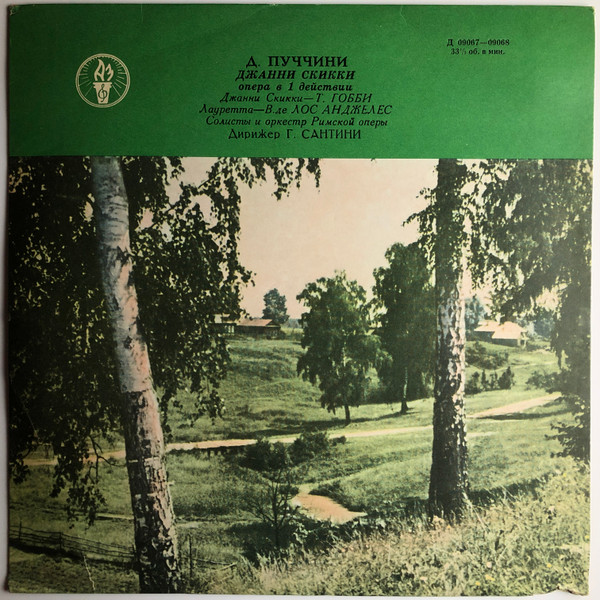 Д 09067—09068
33⅓ об. в мин.
Д. ПУЧЧИНИ
ДЖАННИ СКИККИ
опера в 1 действии
Джанни Скикки—Т. ГОББИ
Лауретта—В. де ЛОС АНДЖЕЛЕС
Солисты и оркестр Римской оперы
Дирижер Г. САНТИНИ